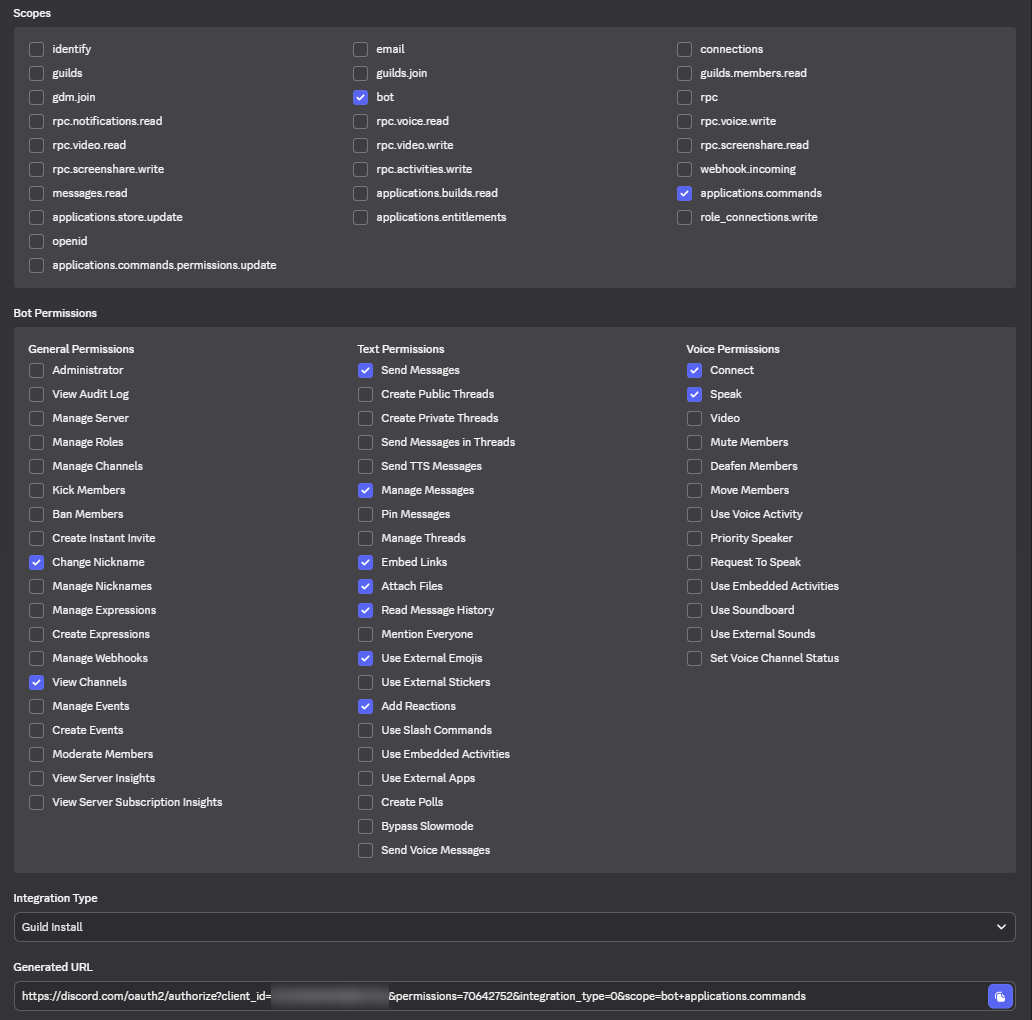 Scopes
identify
email
connections
guilds
guilds.join
guilds.members.read
gdm.join
bot
rpc
rpc.notifications.read
rpc.voice.read
rpc.voice.write
rpc.video.read
rpc.video.write
rpc.screenshare.read
rpc.screenshare.write
rpc.activities.write
webhook.incoming
messages.read
applications.builds.read
applications.commands
applications.store.update
applications.entitlements
role_connections.write
openid
applications.commands.permissions.update
Bot Permissions
General Permissions
Administrator
View Audit Log
Manage Server
Manage Roles
Manage Channels
Kick Members
Ban Members
Create Instant Invite
Change Nickname
Manage Nicknames
Manage Expressions
Create Expressions
Manage Webhooks
View Channels
Manage Events
Create Events
Moderate Members
View Server Insights
View Server Subscription Insights
Text Permissions
Send Messages
Create Public Threads
Create Private Threads
Send Messages in Threads
Send TTS Messages
Manage Messages
Pin Messages
Manage Threads
Embed Links
Attach Files
Read Message History
Mention Everyone
Use External Emojis
Use External Stickers
Add Reactions
Use Slash Commands
Use Embedded Activities
Use External Apps
Create Polls
Bypass Slowmode
Send Voice Messages
Voice Permissions
Connect
Speak
Video
Mute Members
Deafen Members
Move Members
Use Voice Activity
Priority Speaker
Request To Speak
Use Embedded Activities
Use Soundboard
Use External Sounds
Set Voice Channel Status
Integration Type
Guild Install
Generated URL
https://discord.com/oauth2/authorize?client_id= &permissions=70642752&integration_type=0&scope=bot+applications.commands